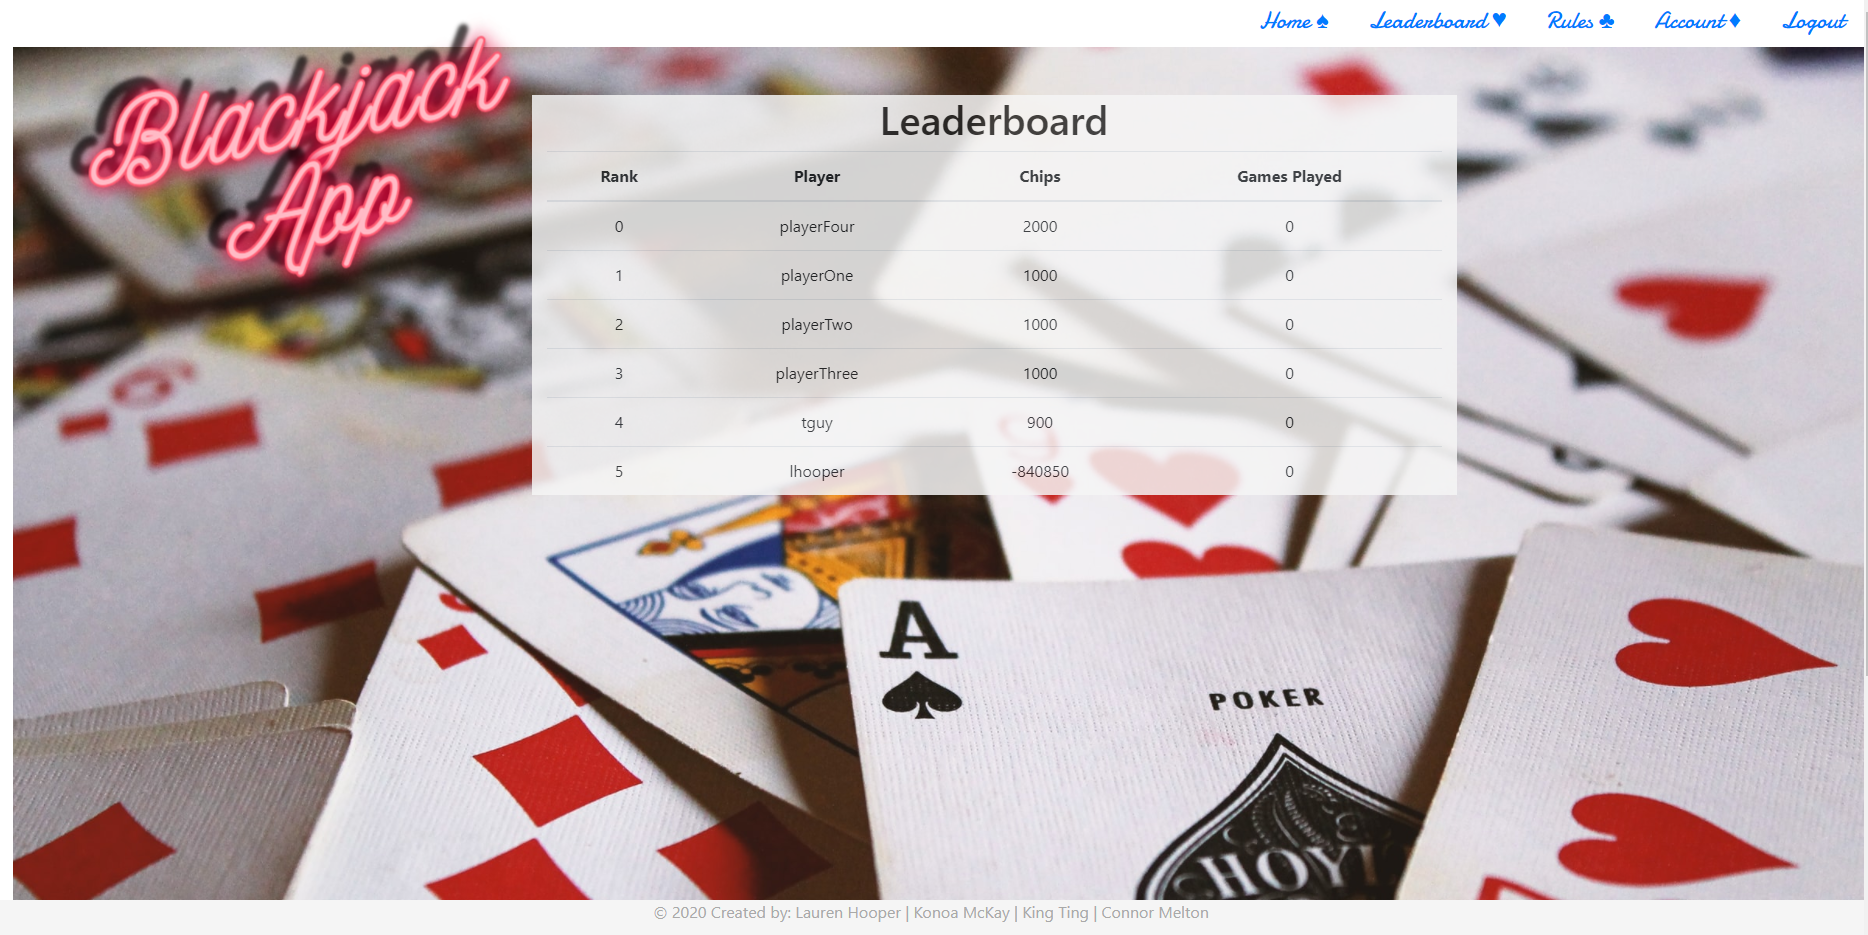 Home ♠ Leaderboard ♥ Rules ♣ Account ♦ Logout
Blackjack
App
Leaderboard
Rank Player Chips Games Played
0 playerFour 2000 0
1 playerOne 1000 0
2 playerTwo 1000 0
3 playerThree 1000 0
4 tguy 900 0
5 lhooper -840850 0
A
POKER
© 2020 Created by: Lauren Hooper | Konoa McKay | King Ting | Connor Melton